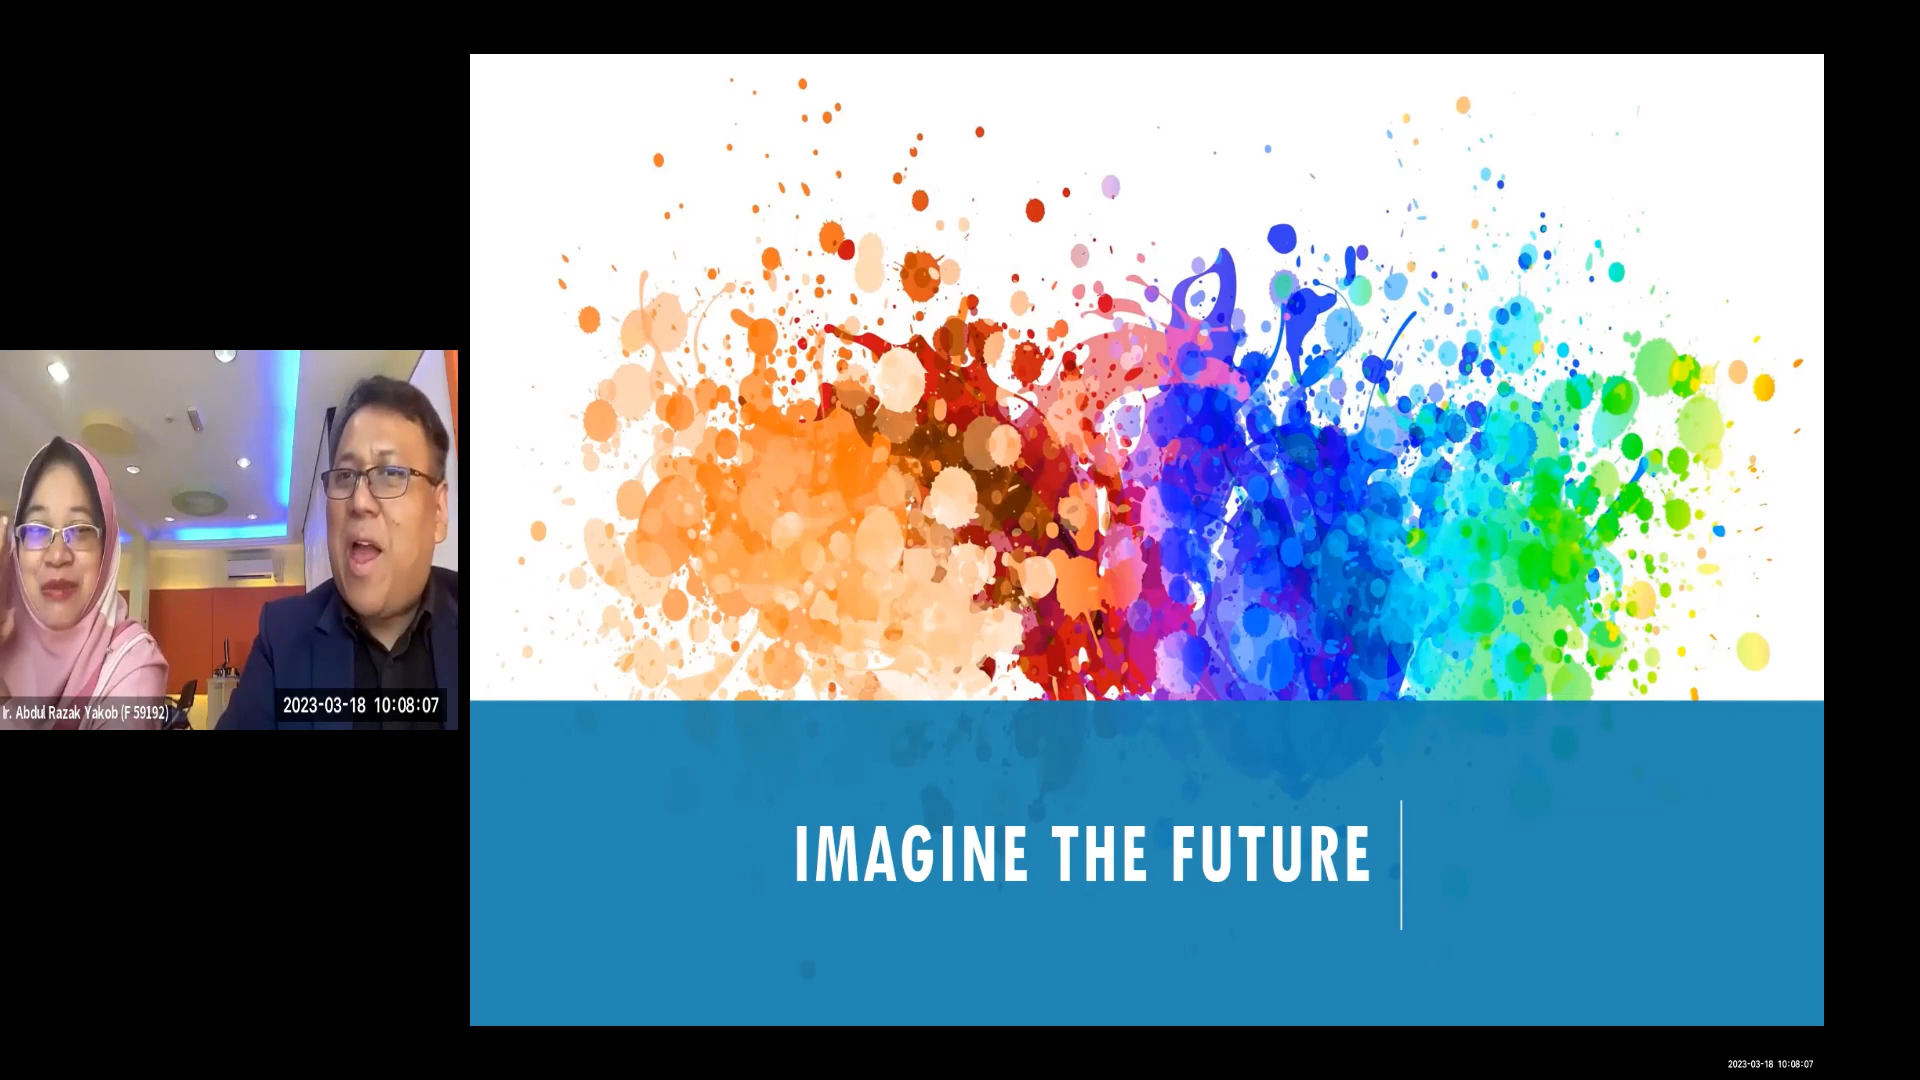 Ir. Abdul Razak Yakob (F 59192)
2023-03-18 10:08:07
IMAGINE THE FUTURE
2023-03-18 10:08:07